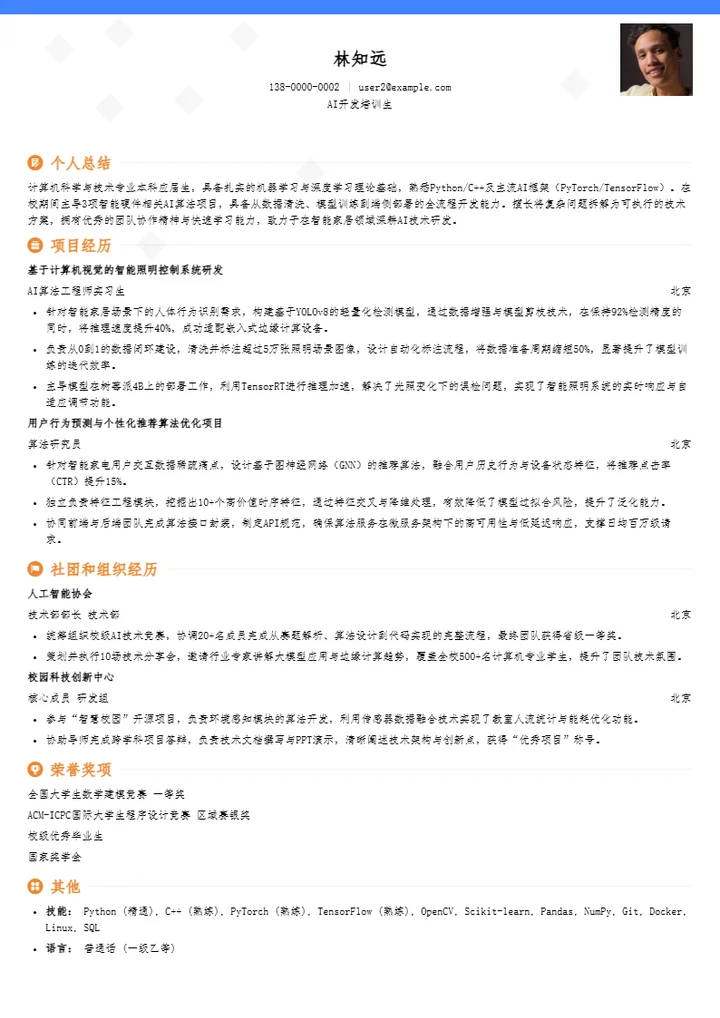 林知远
138-0000-0002 | user2@example.com
AI开发培训生
个人总结
计算机科学与技术专业本科应届生，具备扎实的机器学习与深度学习理论基础，熟悉Python/C++及主流AI框架（PyTorch/TensorFlow）。在
校期间主导3项智能硬件相关AI算法项目，具备从数据清洗、模型训练到端侧部署的全流程开发能力。擅长将复杂问题拆解为可执行的技术
方案，拥有优秀的团队协作精神与快速学习能力，致力于在智能家居领域深耕AI技术研发。
项目经历
基于计算机视觉的智能照明控制系统研发
AI算法工程师实习生 北京
• 针对智能家居场景下的人体行为识别需求，构建基于YOLOv8的轻量化检测模型，通过数据增强与模型剪枝技术，在保持92%检测精度的
同时，将推理速度提升40%，成功适配嵌入式边缘计算设备。
• 负责从0到1的数据闭环建设，清洗并标注超过5万张照明场景图像，设计自动化标注流程，将数据准备周期缩短50%，显著提升了模型训
练的迭代效率。
• 主导模型在树莓派4B上的部署工作，利用TensorRT进行推理加速，解决了光照变化下的误检问题，实现了智能照明系统的实时响应与自
适应调节功能。
用户行为预测与个性化推荐算法优化项目
算法研究员 北京
• 针对智能家电用户交互数据稀疏痛点，设计基于图神经网络（GNN）的推荐算法，融合用户历史行为与设备状态特征，将推荐点击率
（CTR）提升15%。
• 独立负责特征工程模块，挖掘出10+个高价值时序特征，通过特征交叉与降维处理，有效降低了模型过拟合风险，提升了泛化能力。
• 协同前端与后端团队完成算法接口封装，制定API规范，确保算法服务在微服务架构下的高可用性与低延迟响应，支撑日均百万级请
求。
社团和组织经历
人工智能协会
技术部部长 技术部 北京
• 统筹组织校级AI技术竞赛，协调20+名成员完成从赛题解析、算法设计到代码实现的完整流程，最终团队获得省级一等奖。
• 策划并执行10场技术分享会，邀请行业专家讲解大模型应用与边缘计算趋势，覆盖全校500+名计算机专业学生，提升了团队技术氛围。
校园科技创新中心
核心成员 研发组 北京
• 参与“智慧校园”开源项目，负责环境感知模块的算法开发，利用传感器数据融合技术实现了教室人流统计与能耗优化功能。
• 协助导师完成跨学科项目答辩，负责技术文档撰写与PPT演示，清晰阐述技术架构与创新点，获得“优秀项目”称号。
荣誉奖项
全国大学生数学建模竞赛 一等奖
ACM-ICPC国际大学生程序设计竞赛 区域赛银奖
校级优秀毕业生
国家奖学金
其他
• 技能： Python (精通), C++ (熟练), PyTorch (熟练), TensorFlow (熟练), OpenCV, Scikit-learn, Pandas, NumPy, Git, Docker,
Linux, SQL
• 语言： 普通话 (一级乙等)